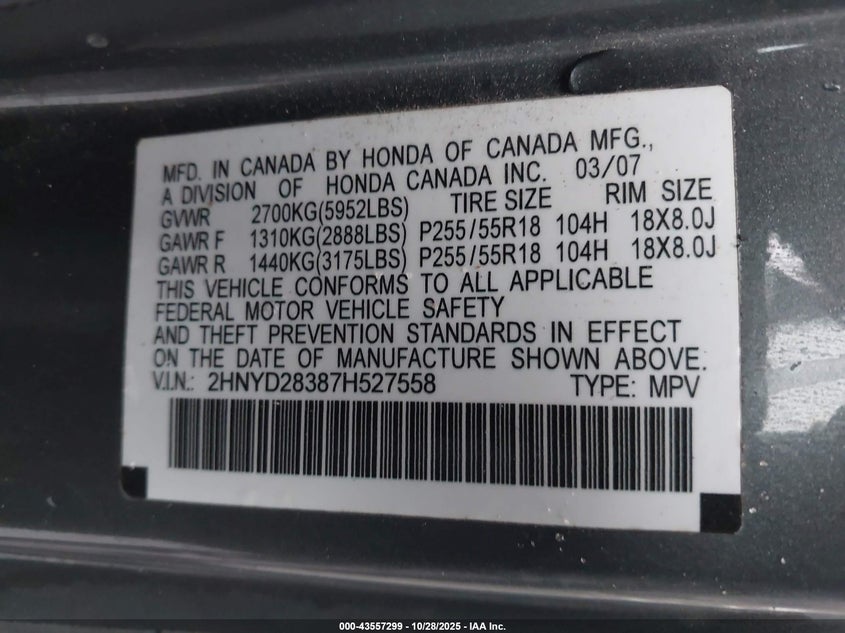 MFD. IN CANADA BY HONDA OF CANADA MFG.,
A DIVISION OF HONDA CANADA INC. 03/07
GVWR 2700KG(5952LBS) TIRE SIZE RIM SIZE
GAWR F 1310KG(2888LBS) P255/55R18 104H 18X8.0J
GAWR R 1440KG(3175LBS) P255/55R18 104H 18X8.0J
THIS VEHICLE CONFORMS TO ALL APPLICABLE
FEDERAL MOTOR VEHICLE SAFETY
AND THEFT PREVENTION STANDARDS IN EFFECT
ON THE DATE OF MANUFACTURE SHOWN ABOVE.
V.I.N.: 2HNYD28387H527558 TYPE: MPV
000-43557299 - 10/28/2025 - IAA Inc.